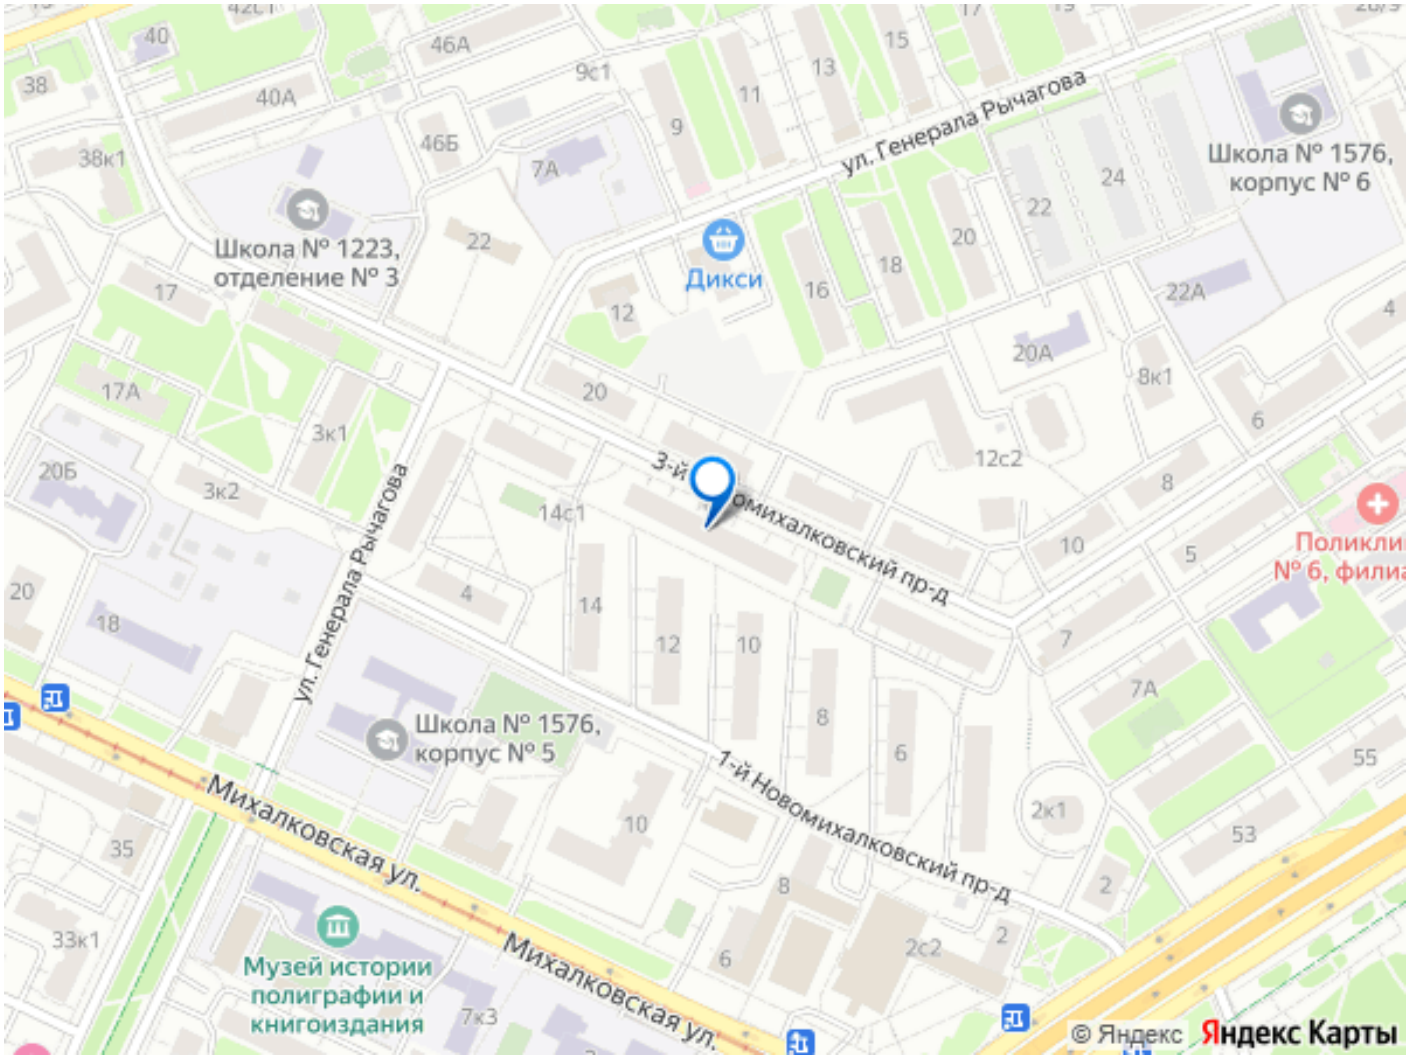 42с1
17
19
40
46А
15
9с1
13
38
11
40А
ул. Генерала Рычагова
9
46Б
38к1
7А
Школа № 1576,
корпус № 6
24
22
22
20
Школа № 1223,
отделение № 3
18
Дикси
16
17
22А
12
4
20А
8к1
17А
20
6
3к1
12с2
20Б
3к2
8
14с1
10
5
Поликли
№ 6, филиа
3-й
омихалковский пр-д
ул. Генерала Рычагова
20
4
14
18
12
10
7
7А
Школа № 1576,
корпус № 5
8
6
55
1-й Новомихалковский пр-д
2к1
10
53
Михалковская ул.
35
8
2
33к1
2
2с2
6
Музей истории
полиграфии и
книгоиздания
Михалковская ул.
7к3
© Яндекс Яндекс Карты